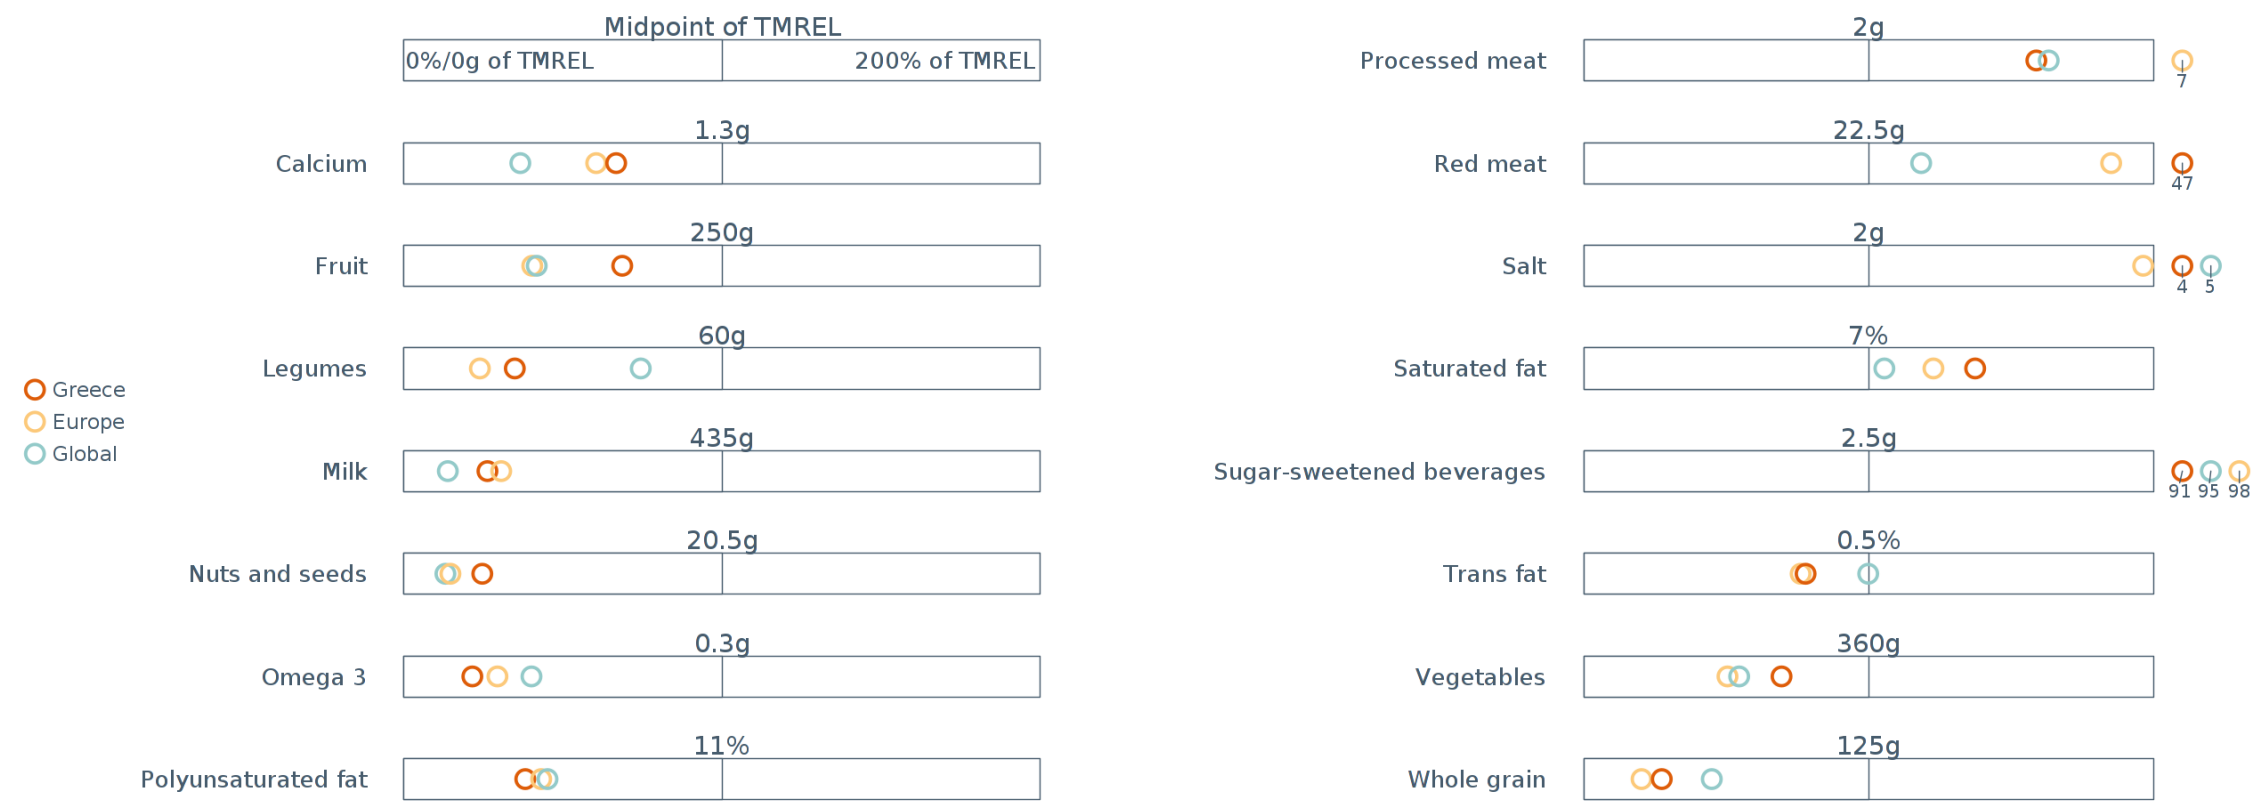 Midpoint of TMREL
0%/0g of TMREL 200% of TMREL
1.3g
Calcium
250g
Fruit
60g
Legumes
435g
Milk
20.5g
Nuts and seeds
0.3g
Omega 3
11%
Polyunsaturated fat
Greece
Europe
Global
2g
Processed meat
7
22.5g
Red meat
47
2g
Salt
4 5
7%
Saturated fat
2.5g
Sugar-sweetened beverages
91 95 98
0.5%
Trans fat
360g
Vegetables
125g
Whole grain